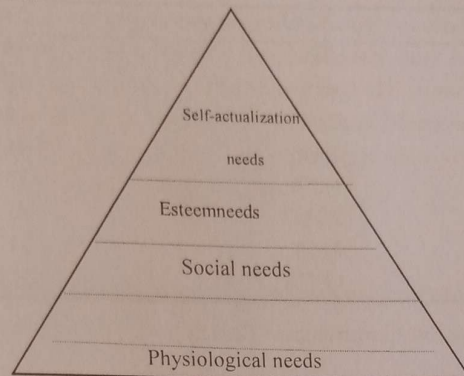 Self-actualization
needs
Esteemneeds
Social needs
Physiological needs